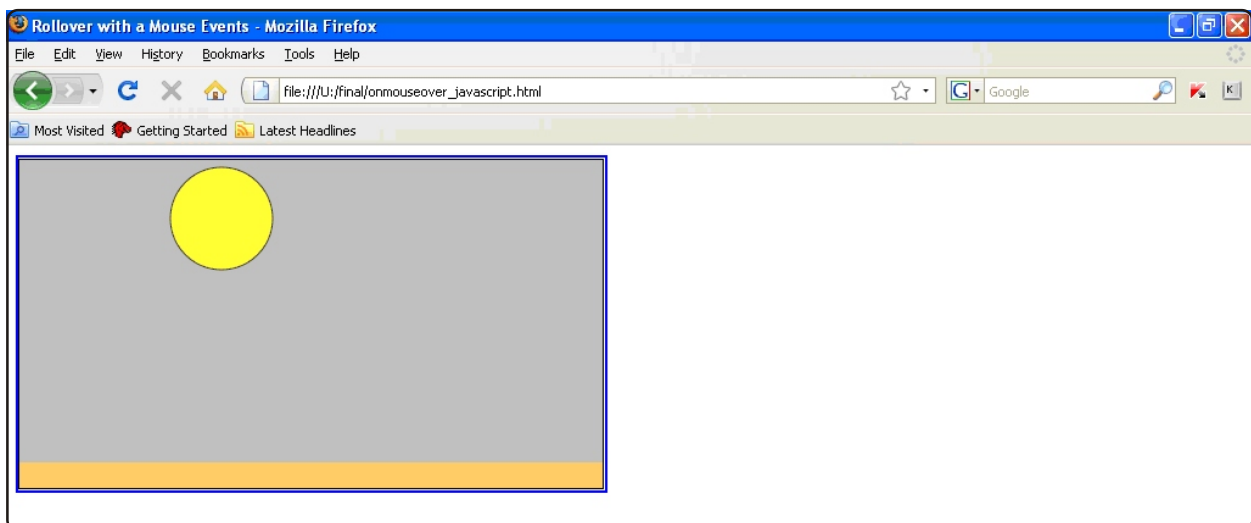 Rollover with a Mouse Events - Mozilla Firefox
File Edit View History Bookmarks Tools Help
file:///U:/final/onmouseover_javascript.html G Google K K
Most Visited Getting Started Latest Headlines